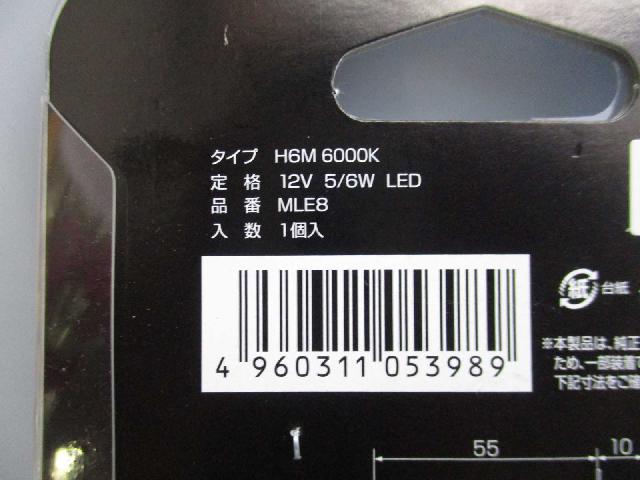 タイプ H6M 6000K
定 格 12V 5/6W LED
品 番 MLE8
入 数 1個入
紙 台紙
4 960311 053989
※本製品は、純正
ため、一部装着
下記寸法をご
55
10